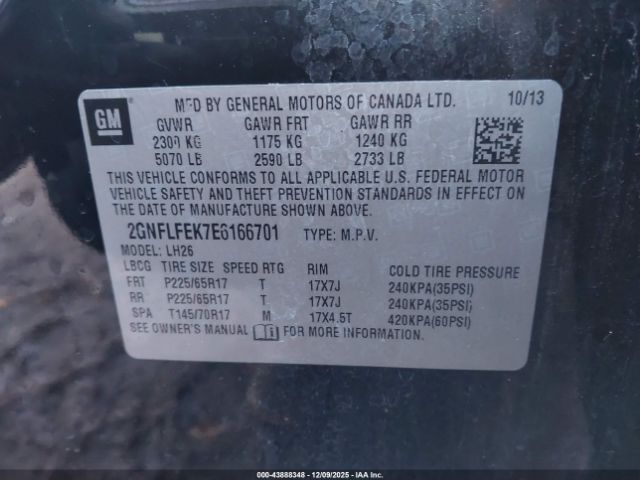 GM
MFD BY GENERAL MOTORS OF CANADA LTD. 10/13
GVWR GAWR FRT GAWR RR
2300 KG 1175 KG 1240 KG
5070 LB 2590 LB 2733 LB
THIS VEHICLE CONFORMS TO ALL APPLICABLE U.S. FEDERAL MOTOR
VEHICLE SAFETY AND THEFT PREVENTION STANDARDS IN EFFECT ON
DATE OF MANUFACTURE SHOWN ABOVE.
2GNFLFEK7E6166701 TYPE: M.P.V.
MODEL: LH26
LBCG TIRE SIZE SPEED RTG RIM COLD TIRE PRESSURE
FRT P225/65R17 T 17X7J 240KPA(35PSI)
RR P225/65R17 T 17X7J 240KPA(35PSI)
SPA T145/70R17 M 17X4.5T 420KPA(60PSI)
SEE OWNER'S MANUAL FOR MORE INFORMATION.
000-43888348 - 12/09/2025 - IAAI.COM